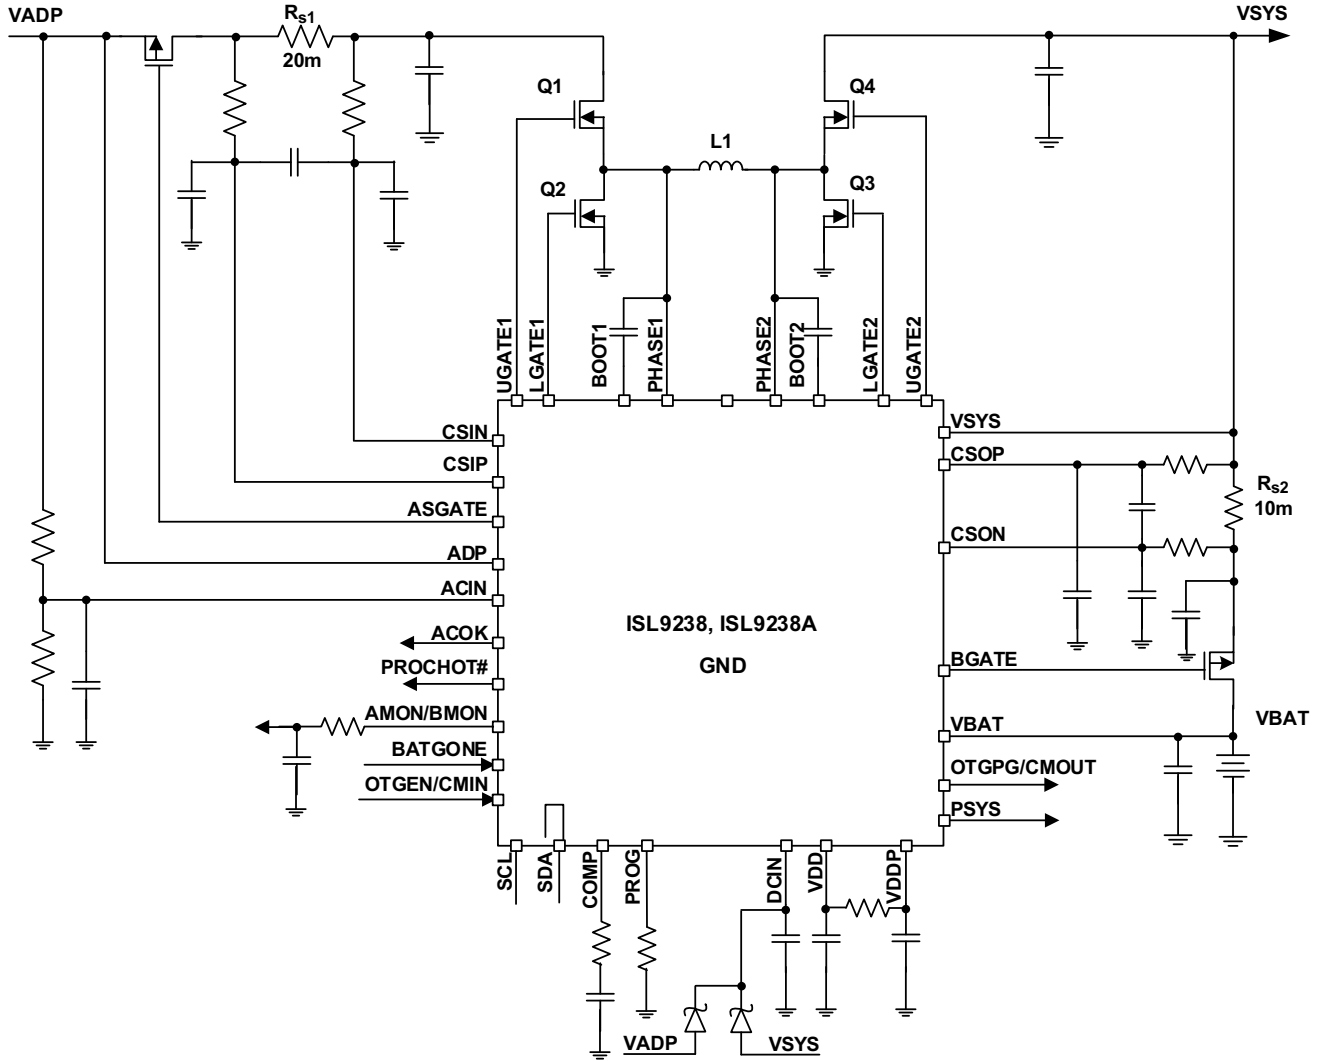 VADP
Rs1
20m
VSYS
Q1
Q4
L1
Q2
Q3
UGATE1
LGATE1
BOOT1
PHASE1
PHASE2
BOOT2
LGATE2
UGATE2
CSIN
CSIP
ASGATE
ADP
ACIN
ACOK
PROCHOT#
AMON/BMON
BATGONE
OTGEN/CMIN
ISL9238, ISL9238A
GND
VSYS
CSOP
Rs2
10m
CSON
BGATE
VBAT
VBAT
OTGPG/CMOUT
PSYS
SCL
SDA
COMP
PROG
DCIN
VDD
VDDP
VADP
VSYS